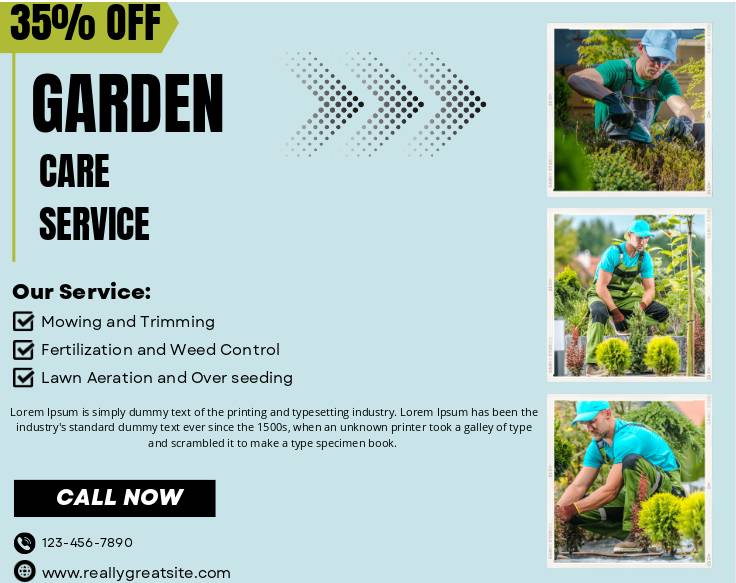 35% OFF
GARDEN
CARE
SERVICE
Our Service:
Mowing and Trimming
Fertilization and Weed Control
Lawn Aeration and Over seeding
Lorem Ipsum is simply dummy text of the printing and typesetting industry. Lorem Ipsum has been the
industry's standard dummy text ever since the 1500s, when an unknown printer took a galley of type
and scrambled it to make a type specimen book.
CALL NOW
123-456-7890
www.reallygreatsite.com